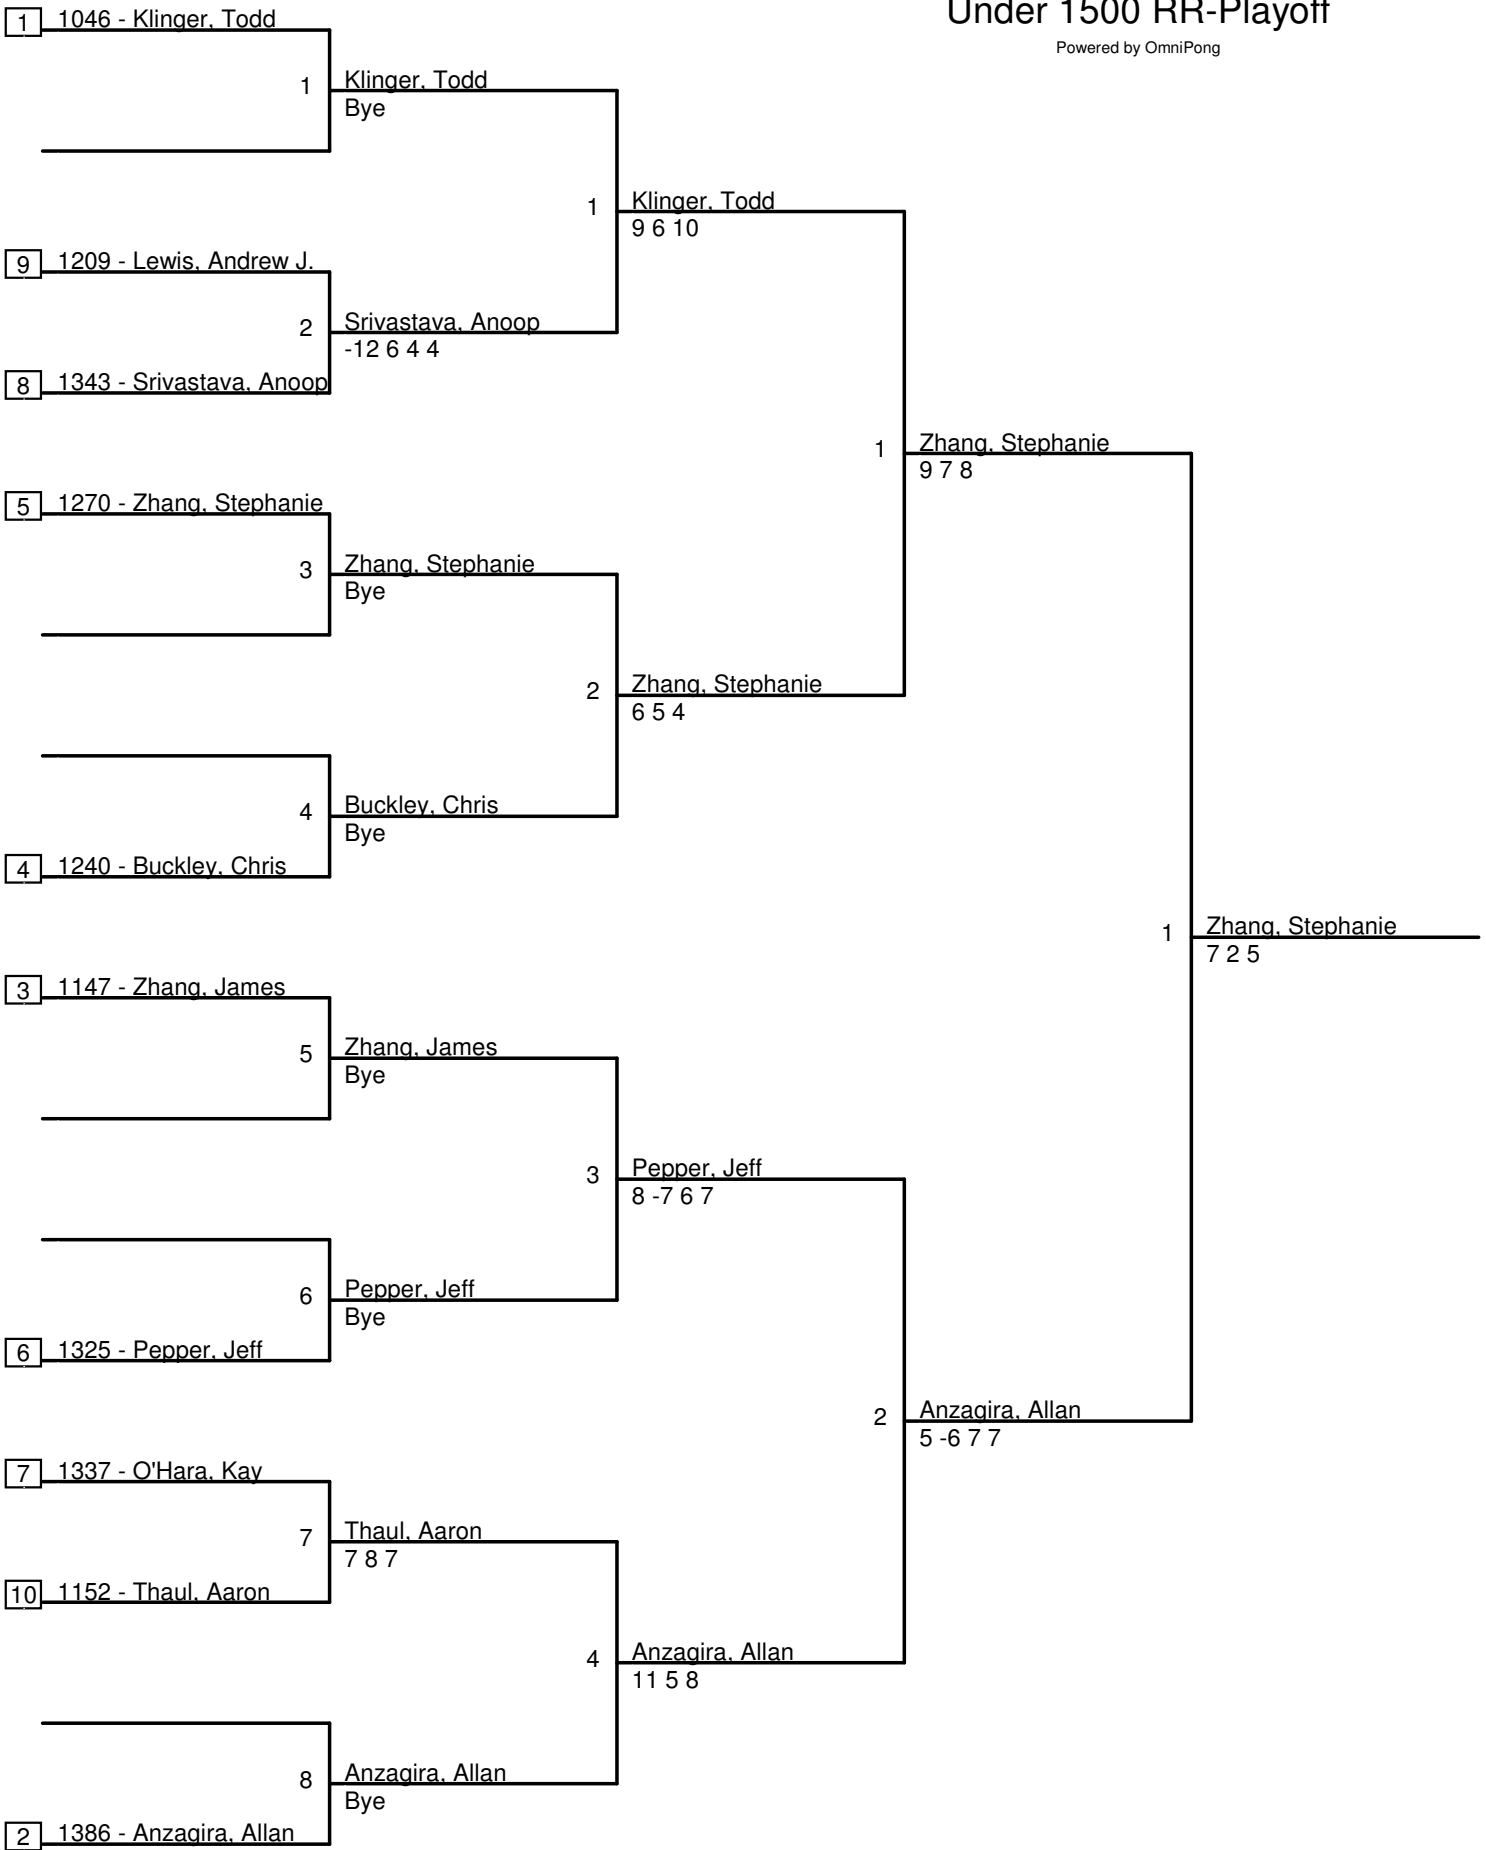 Under 1500 RR-Playoff
Powered by OmniPong
1 1046 - Klinger, Todd
1 Klinger, Todd
Bye
1 Klinger, Todd
9 6 10
9 1209 - Lewis, Andrew J.
2 Srivastava, Anoop
-12 6 4 4
8 1343 - Srivastava, Anoop
1 Zhang, Stephanie
9 7 8
5 1270 - Zhang, Stephanie
3 Zhang, Stephanie
Bye
2 Zhang, Stephanie
6 5 4
4 Buckley, Chris
Bye
4 1240 - Buckley, Chris
1 Zhang, Stephanie
7 2 5
3 1147 - Zhang, James
5 Zhang, James
Bye
3 Pepper, Jeff
8 -7 6 7
6 Pepper, Jeff
Bye
6 1325 - Pepper, Jeff
2 Anzagira, Allan
5 -6 7 7
7 1337 - O'Hara, Kay
7 Thaul, Aaron
7 8 7
10 1152 - Thaul, Aaron
4 Anzagira, Allan
11 5 8
8 Anzagira, Allan
Bye
2 1386 - Anzagira, Allan